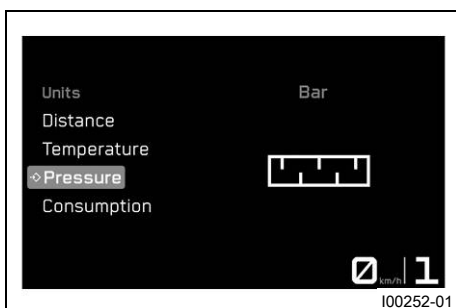 Units
Bar
Distance
Temperature
Pressure
Consumption
0 km/h 1
I00252-01